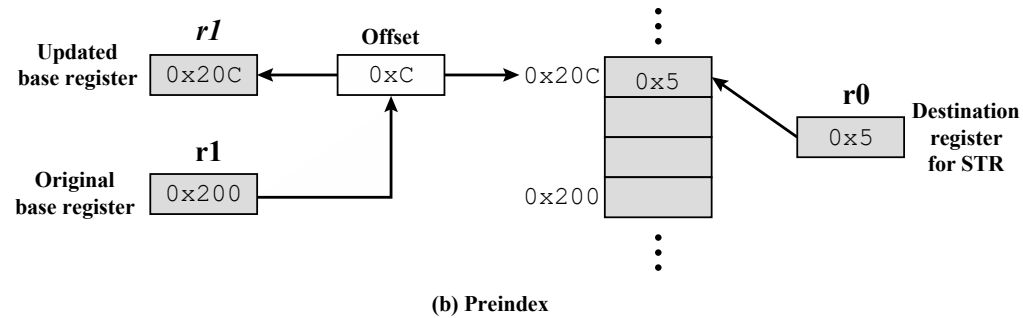 r1
Offset
Updated
base register
0x20C
0xC
0x20C
0x5
r0
0x5
Destination
register
for STR
r1
Original
base register
0x200
0x200
(b) Preindex